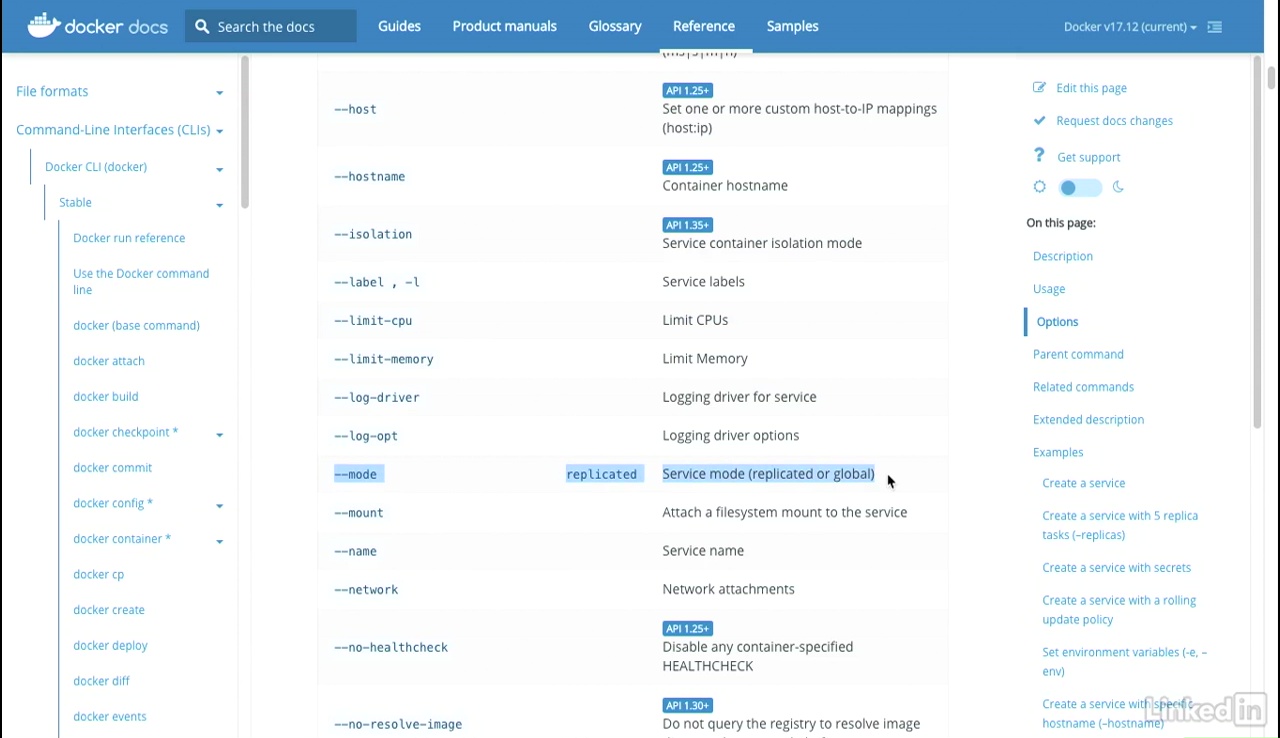 docker docs
Search the docs
Guides
Product manuals
Glossary
Reference
Samples
Docker v17.12 (current)
File formats
Command-Line Interfaces (CLIs)
Docker CLI (docker)
Stable
Docker run reference
Use the Docker command
line
docker (base command)
docker attach
docker build
docker checkpoint *
docker commit
docker config *
docker container *
docker cp
docker create
docker deploy
docker diff
docker events
(ms|s|m|h)
--host
API 1.25+
Set one or more custom host-to-IP mappings
(host:ip)
--hostname
API 1.25+
Container hostname
--isolation
API 1.35+
Service container isolation mode
--label , -l
Service labels
--limit-cpu
Limit CPUs
--limit-memory
Limit Memory
--log-driver
Logging driver for service
--log-opt
Logging driver options
--mode
replicated
Service mode (replicated or global)
--mount
Attach a filesystem mount to the service
--name
Service name
--network
Network attachments
--no-healthcheck
API 1.25+
Disable any container-specified
HEALTHCHECK
--no-resolve-image
API 1.30+
Do not query the registry to resolve image
Edit this page
Request docs changes
Get support
On this page:
Description
Usage
Options
Parent command
Related commands
Extended description
Examples
Create a service
Create a service with 5 replica
tasks (–replicas)
Create a service with secrets
Create a service with a rolling
update policy
Set environment variables (-e, –
env)
Create a service with specific
hostname (–hostname)
Linked in